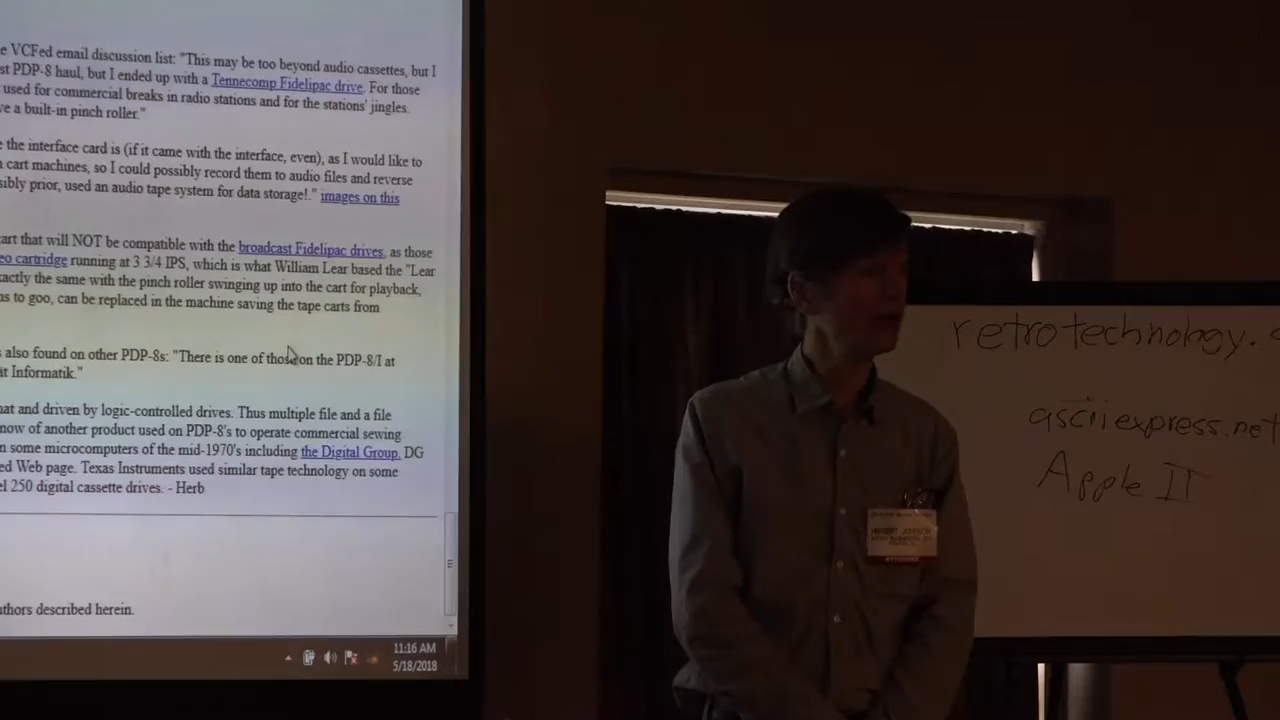 e VCFed email discussion list: "This may be too beyond audio cassettes, but I
st PDP-8 haul, but I ended up with a Tennecomp Fidelipac drive. For those
used for commercial breaks in radio stations and for the stations' jingles.
ve a built-in pinch roller."
e the interface card is (if it came with the interface, even), as I would like to
n cart machines, so I could possibly record them to audio files and reverse
sibly prior, used an audio tape system for data storage!." images on this
art that will NOT be compatible with the broadcast Fidelipac drives, as those
eo cartridge running at 3 3/4 IPS, which is what William Lear based the "Lear
xactly the same with the pinch roller swinging up into the cart for playback,
ns to goo, can be replaced in the machine saving the tape carts from
s also found on other PDP-8s: "There is one of those on the PDP-8/I at
ät Informatik."
nat and driven by logic-controlled drives. Thus multiple file and a file
now of another product used on PDP-8's to operate commercial sewing
n some microcomputers of the mid-1970's including the Digital Group. DG
ed Web page. Texas Instruments used similar tape technology on some
el 250 digital cassette drives. - Herb
uthors described herein.
11:16 AM
5/18/2018
retrotechnology.
asciiexpress.net
Apple II
HERBERT JOHNSON